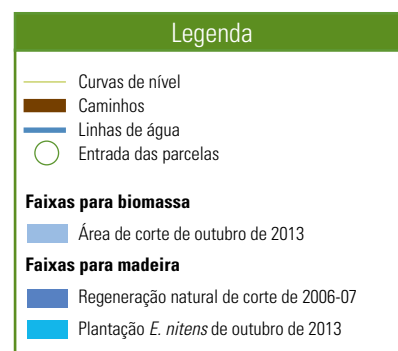 Legenda
Curvas de nível
Caminhos
Linhas de água
Entrada das parcelas
Faixas para biomassa
Área de corte de outubro de 2013
Faixas para madeira
Regeneração natural de corte de 2006-07
Plantação E. nitens de outubro de 2013